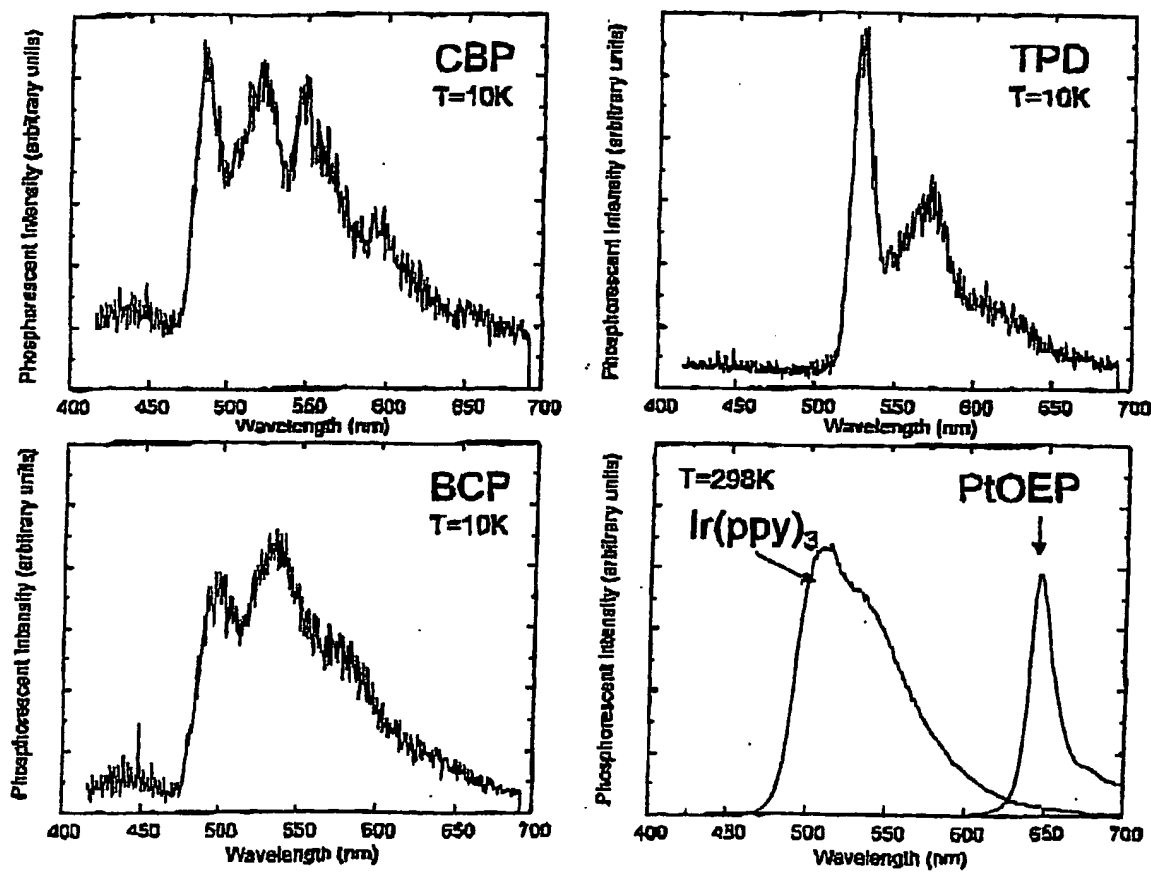 Phosphorescent Intensity (arbitrary units)
CBP
T=10K
400 450 500 550 600 650 700
Wavelength (nm)
Phosphorescent Intensity (arbitrary units)
TPD
T=10K
400 450 500 550 600 650 700
Wavelength (nm)
Phosphorescent Intensity (arbitrary units)
BCP
T=10K
400 450 500 550 600 650 700
Wavelength (nm)
Phosphorescent Intensity (arbitrary units)
T=298K
PtOEP
Ir(ppy)3
400 450 500 550 600 650 700
Wavelength (nm)